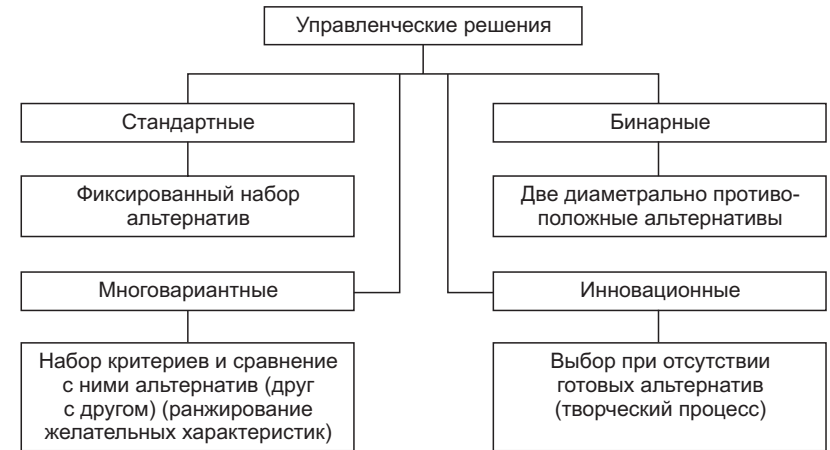 Управленческие решения
Стандартные
Бинарные
Фиксированный набор
альтернатив
Две диаметрально противо-
положные альтернативы
Многовариантные
Инновационные
Набор критериев и сравнение
с ними альтернатив (друг
с другом) (ранжирование
желательных характеристик)
Выбор при отсутствии
готовых альтернатив
(творческий процесс)